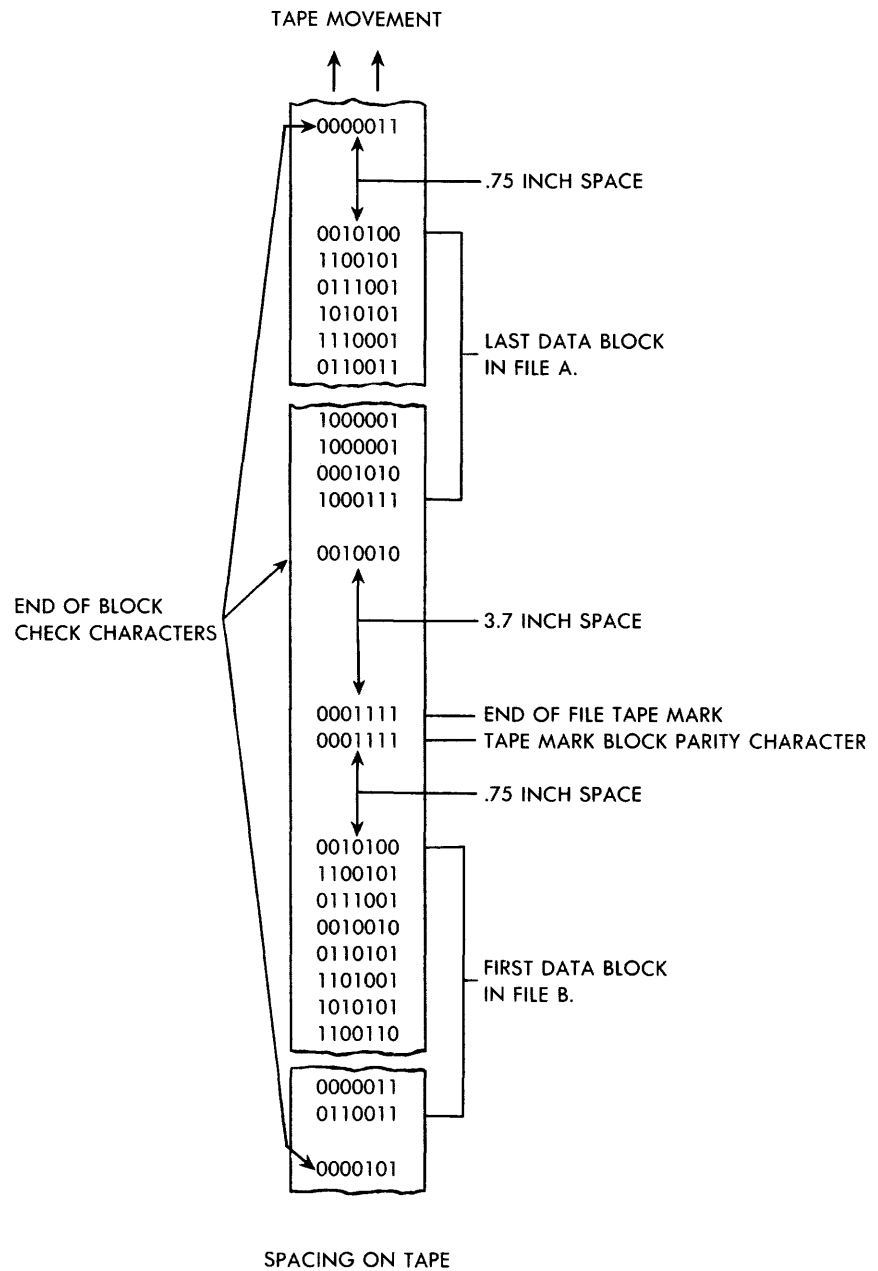 TAPE MOVEMENT
0000011
.75 INCH SPACE
0010100
1100101
0111001
1010101
1110001
0110011
LAST DATA BLOCK
IN FILE A.
1000001
1000001
0001010
1000111
0010010
END OF BLOCK
CHECK CHARACTERS
3.7 INCH SPACE
0001111
END OF FILE TAPE MARK
0001111
TAPE MARK BLOCK PARITY CHARACTER
.75 INCH SPACE
0010100
1100101
0111001
0010010
0110101
1101001
1010101
1100110
FIRST DATA BLOCK
IN FILE B.
0000011
0110011
0000101
SPACING ON TAPE